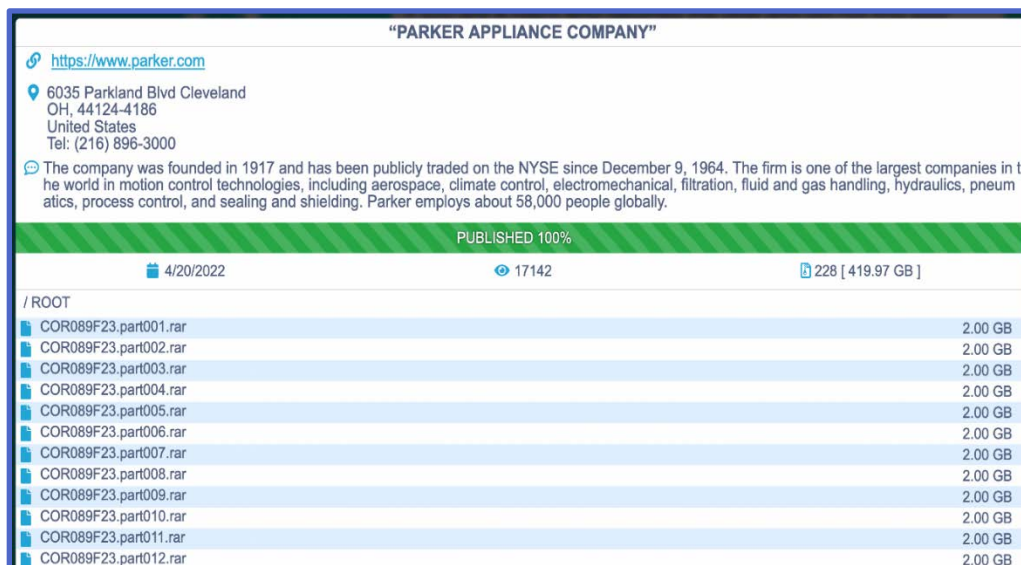 “PARKER APPLIANCE COMPANY”
https://www.parker.com
6035 Parkland Blvd Cleveland
OH, 44124-4186
United States
Tel: (216) 896-3000
The company was founded in 1917 and has been publicly traded on the NYSE since December 9, 1964. The firm is one of the largest companies in t
he world in motion control technologies, including aerospace, climate control, electromechanical, filtration, fluid and gas handling, hydraulics, pneum
atics, process control, and sealing and shielding. Parker employs about 58,000 people globally.
PUBLISHED 100%
4/20/2022 17142 228 [ 419.97 GB ]
/ ROOT
COR089F23.part001.rar 2.00 GB
COR089F23.part002.rar 2.00 GB
COR089F23.part003.rar 2.00 GB
COR089F23.part004.rar 2.00 GB
COR089F23.part005.rar 2.00 GB
COR089F23.part006.rar 2.00 GB
COR089F23.part007.rar 2.00 GB
COR089F23.part008.rar 2.00 GB
COR089F23.part009.rar 2.00 GB
COR089F23.part010.rar 2.00 GB
COR089F23.part011.rar 2.00 GB
COR089F23.part012.rar 2.00 GB